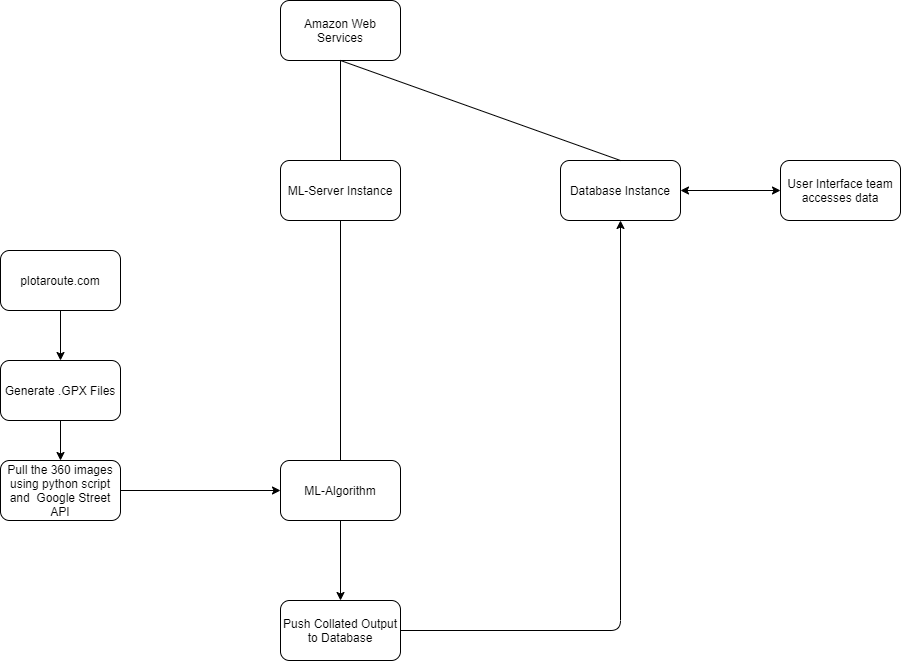 Amazon Web
Services
ML-Server Instance
Database Instance
User Interface team
accesses data
plotaroute.com
Generate .GPX Files
Pull the 360 images
using python script
and  Google Street
API
ML-Algorithm
Push Collated Output
to Database